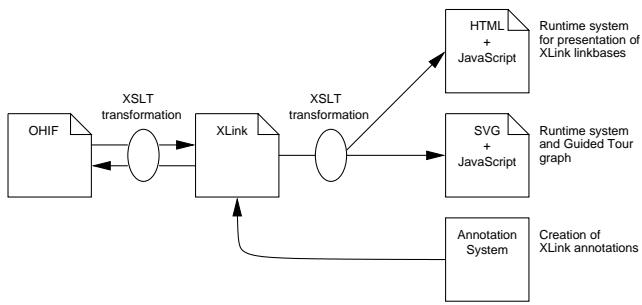 HTML
+
JavaScript
Runtime system
for presentation of
XLink linkbases
XSLT
transformation
XSLT
transformation
OHIF
XLink
SVG
+
JavaScript
Runtime system
and Guided Tour
graph
Annotation
System
Creation of
XLink annotations